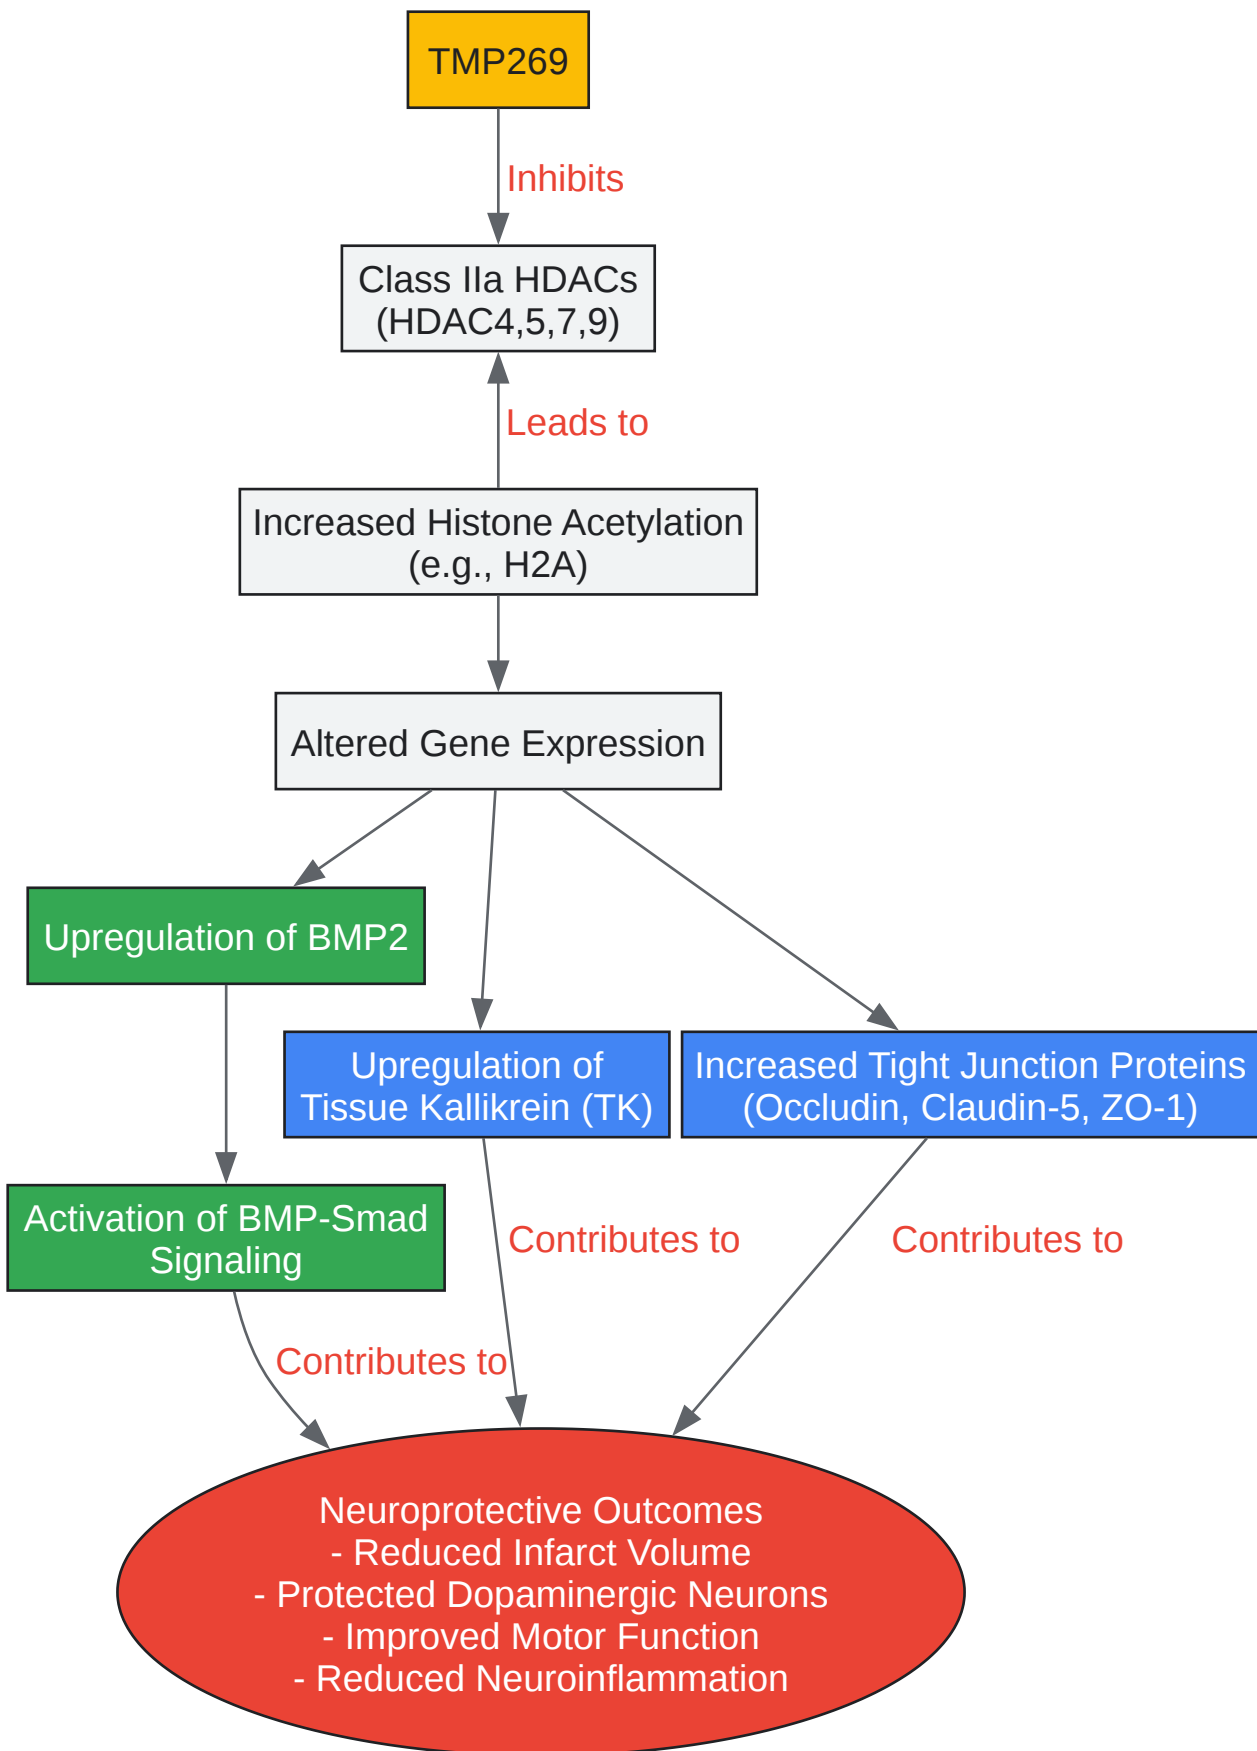 TMP269
Inhibits
Class IIa HDACs
(HDAC4,5,7,9)
Leads to
Increased Histone Acetylation
(e.g., H2A)
Altered Gene Expression
Upregulation of BMP2
Upregulation of
Tissue Kallikrein (TK)
Increased Tight Junction Proteins
(Occludin, Claudin-5, ZO-1)
Activation of BMP-Smad
Signaling
Contributes to
Contributes to
Contributes to
Neuroprotective Outcomes
- Reduced Infarct Volume
- Protected Dopaminergic Neurons
- Improved Motor Function
- Reduced Neuroinflammation